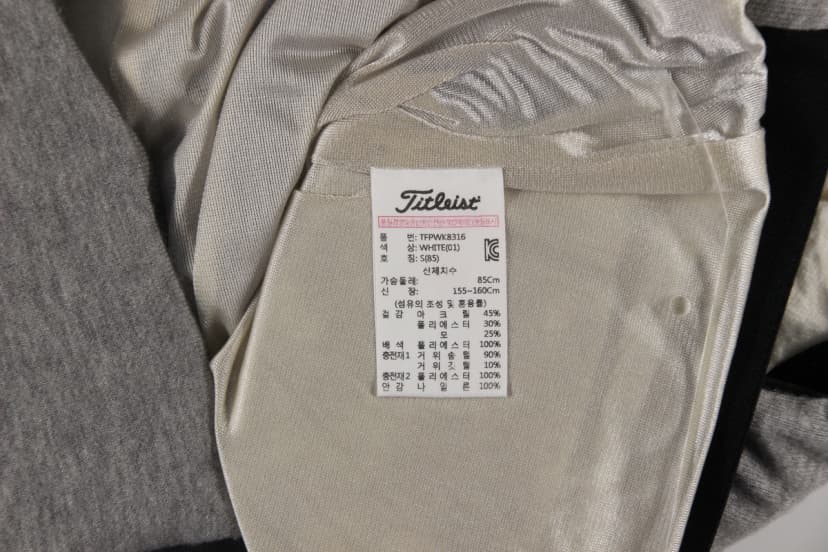 Titleist
품 번: TFPWK8316
색 상: WHITE(01)
호 칭: S(85)
신체치수
가슴둘레: 85Cm
신 장: 155~160Cm
(섬유의 조성 및 혼용률)
겉 감 아 크 릴 45%
폴 리 에 스 터 30%
모 25%
배 색 폴 리 에 스 터 100%
충전재1 거 위 솜 털 90%
거 위 깃 털 10%
충전재2 폴 리 에 스 터 100%
안 감 나 일 론 100%